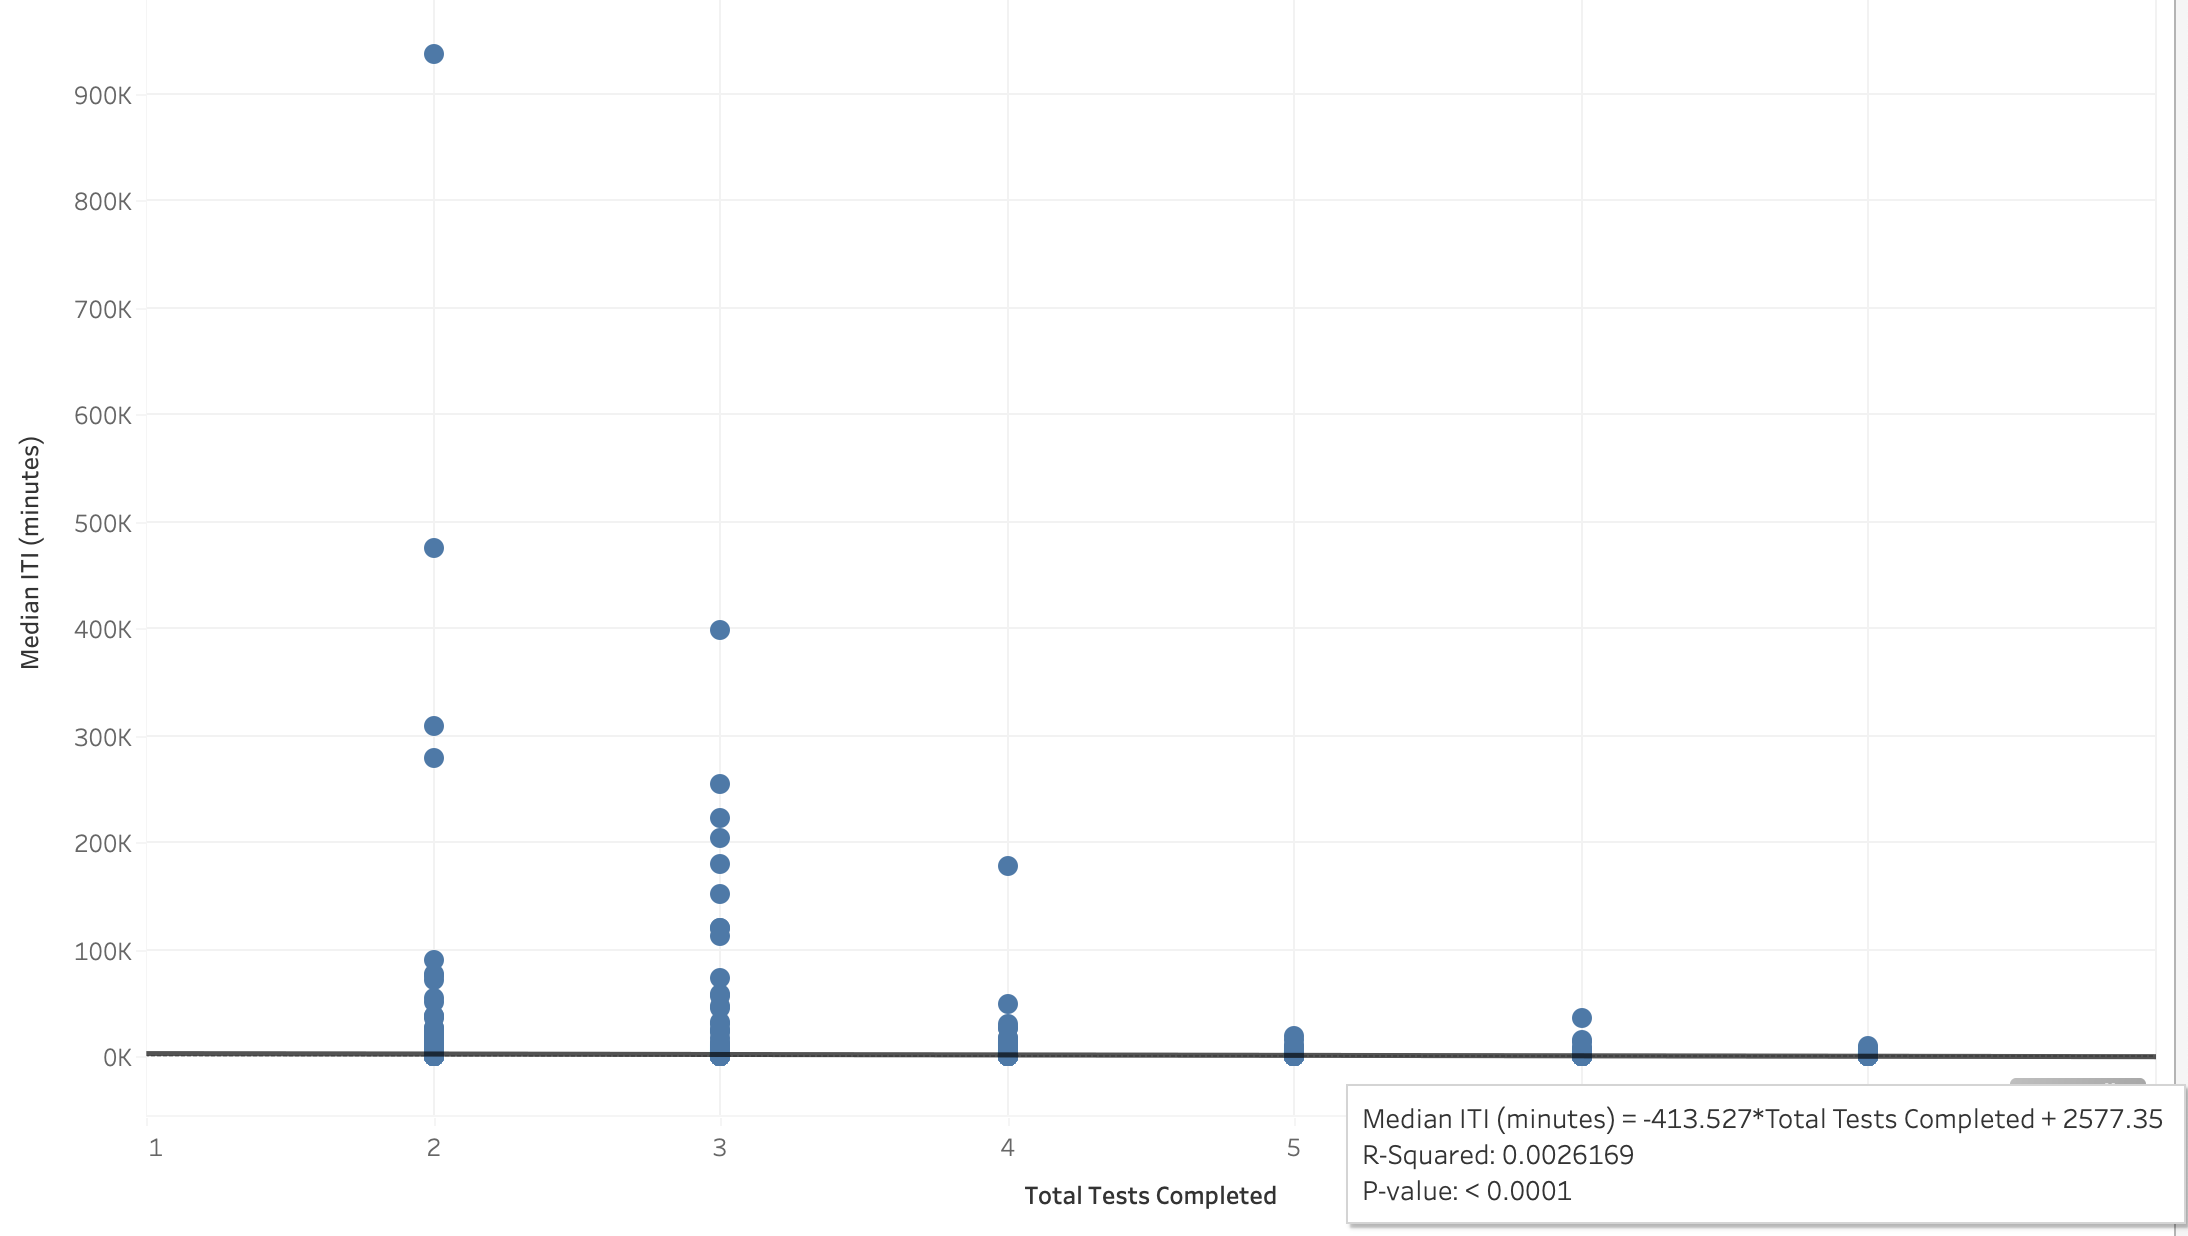 900K
800K
700K
600K
500K
400K
300K
200K
100K
0K
Median ITI (minutes)
1 2 3 4 5
Total Tests Completed
Median ITI (minutes) = -413.527*Total Tests Completed + 2577.35
R-Squared: 0.0026169
P-value: < 0.0001